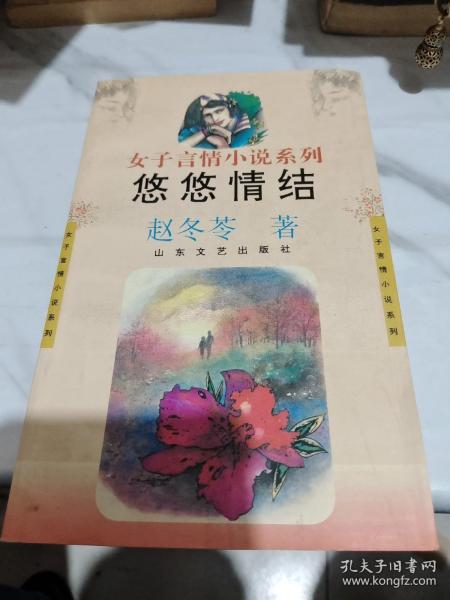 女子言情小说系列
悠悠情结
赵冬苓 著
山东文艺出版社
女子言情小说系列
女子言情小说系列
孔夫子旧书网
www.kongfz.com